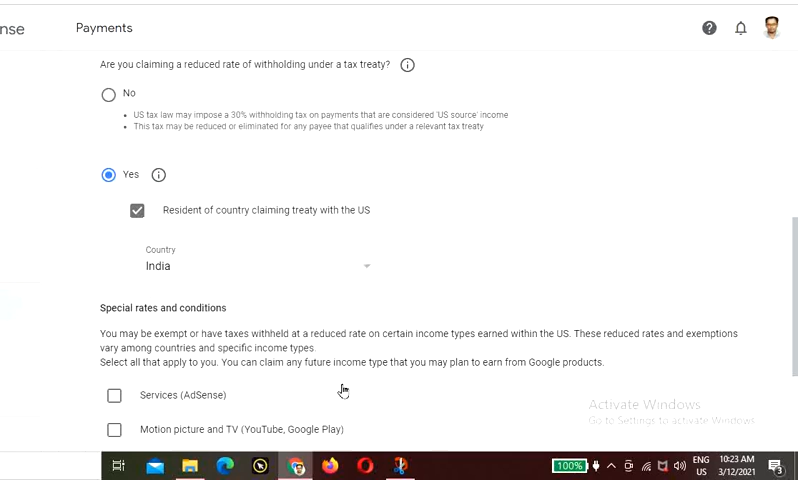 nse
Payments
Are you claiming a reduced rate of withholding under a tax treaty?
No
US tax law may impose a 30% withholding tax on payments that are considered 'US source' income
This tax may be reduced or eliminated for any payee that qualifies under a relevant tax treaty
Yes
Resident of country claiming treaty with the US
Country
India
Special rates and conditions
You may be exempt or have taxes withheld at a reduced rate on certain income types earned within the US. These reduced rates and exemptions
vary among countries and specific income types.
Select all that apply to you. You can claim any future income type that you may plan to earn from Google products.
Services (AdSense)
Activate Windows
Go to Settings to activate Windows.
Motion picture and TV (YouTube, Google Play)
100%
ENG
US
10:23 AM
3/12/2021
3